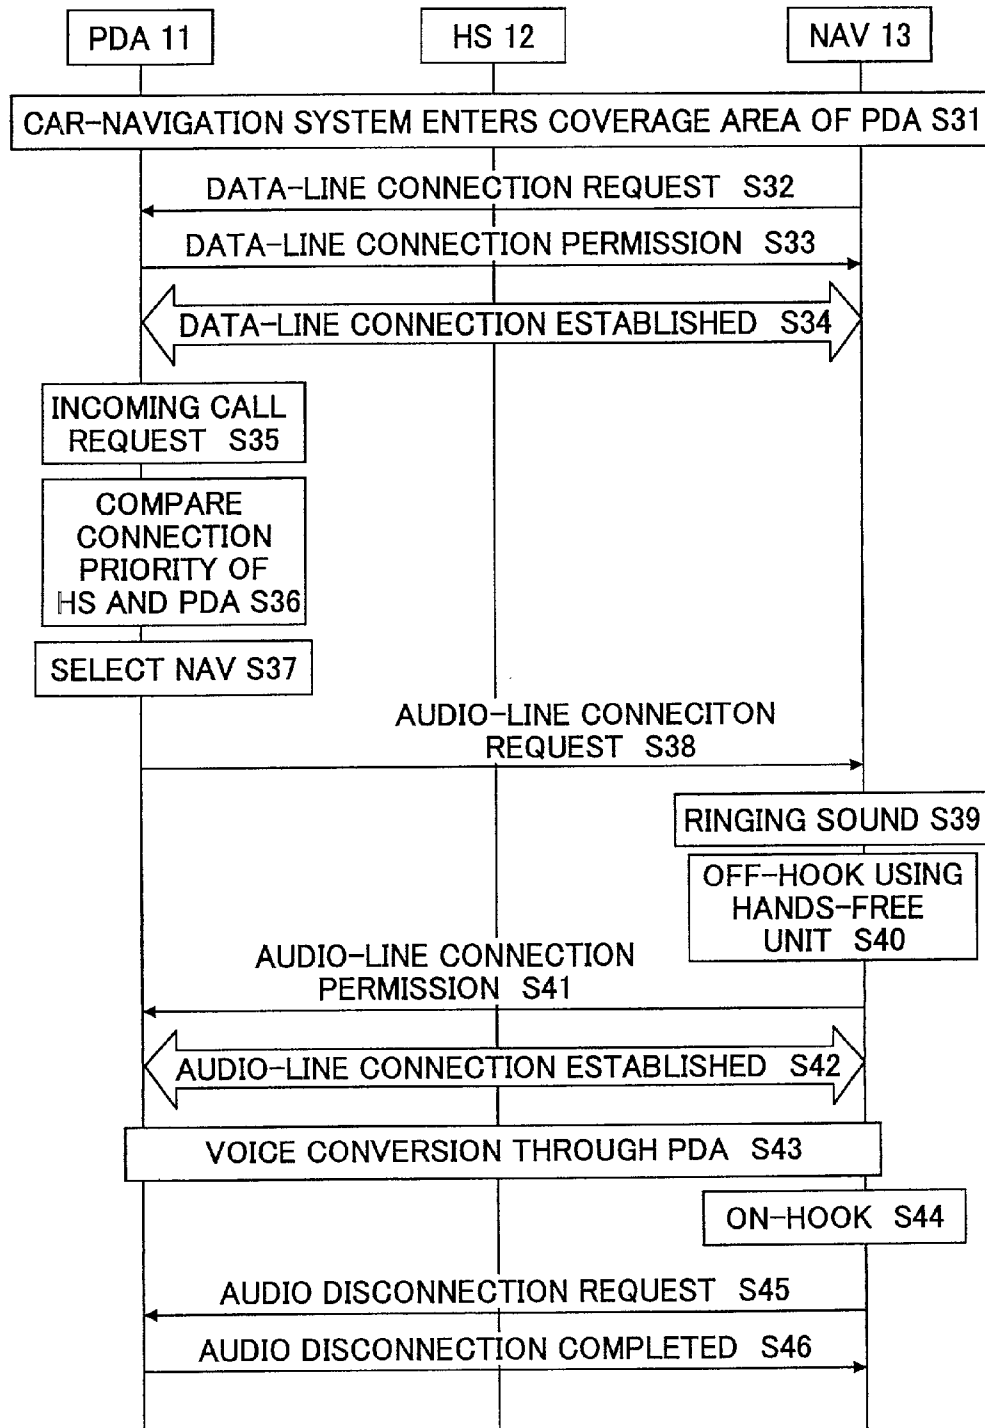 PDA 11
HS 12
NAV 13
CAR-NAVIGATION SYSTEM ENTERS COVERAGE AREA OF PDA S31
DATA-LINE CONNECTION REQUEST S32
DATA-LINE CONNECTION PERMISSION S33
DATA-LINE CONNECTION ESTABLISHED S34
INCOMING CALL
REQUEST S35
COMPARE
CONNECTION
PRIORITY OF
HS AND PDA S36
SELECT NAV S37
AUDIO-LINE CONNECITON
REQUEST S38
RINGING SOUND S39
OFF-HOOK USING
HANDS-FREE
UNIT S40
AUDIO-LINE CONNECTION
PERMISSION S41
AUDIO-LINE CONNECTION ESTABLISHED S42
VOICE CONVERSION THROUGH PDA S43
ON-HOOK S44
AUDIO DISCONNECTION REQUEST S45
AUDIO DISCONNECTION COMPLETED S46